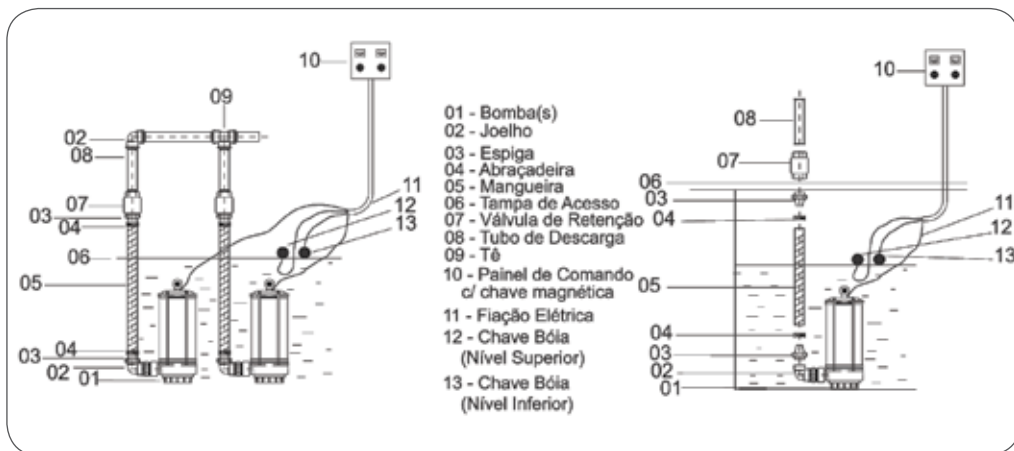 10
09
02
08
07
03
04
06
05
04
03
02
01
11
12
13
01 - Bomba(s)
02 - Joelho
03 - Espiga
04 - Abraçadeira
05 - Mangueira
06 - Tampa de Acesso
07 - Válvula de Retenção
08 - Tubo de Descarga
09 - Tê
10 - Painel de Comando
c/ chave magnética
11 - Fiação Elétrica
12 - Chave Bóia
(Nível Superior)
13 - Chave Bóia
(Nível Inferior)
10
08
07
06
03
04
05
04
03
02
01
11
12
13